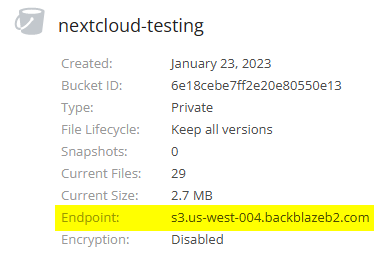 nextcloud-testing
Created: January 23, 2023
Bucket ID: 6e18cebe7ff2e20e80550e13
Type: Private
File Lifecycle: Keep all versions
Snapshots: 0
Current Files: 29
Current Size: 2.7 MB
Endpoint: s3.us-west-004.backblazeb2.com
Encryption: Disabled